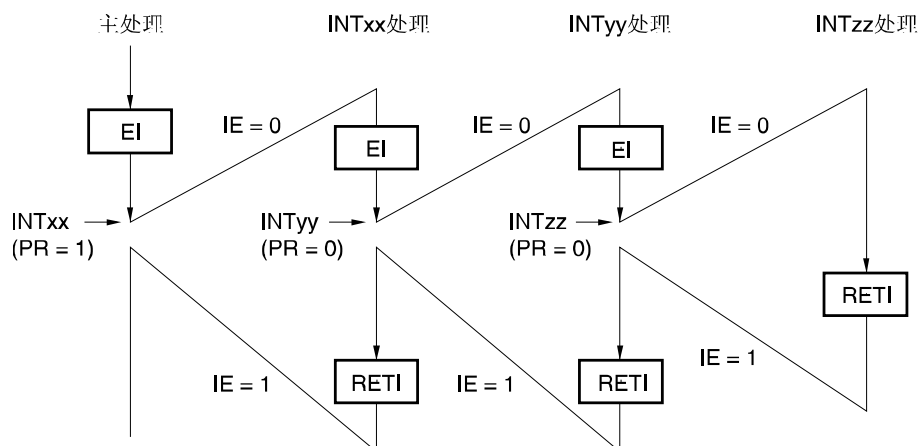 主处理
INTxx处理
INTyy处理
INTzz处理
EI
IE = 0
EI
IE = 0
EI
IE = 0
INTxx
(PR = 1)
INTyy
(PR = 0)
INTzz
(PR = 0)
RETI
IE = 1
RETI
IE = 1
RETI
IE = 1